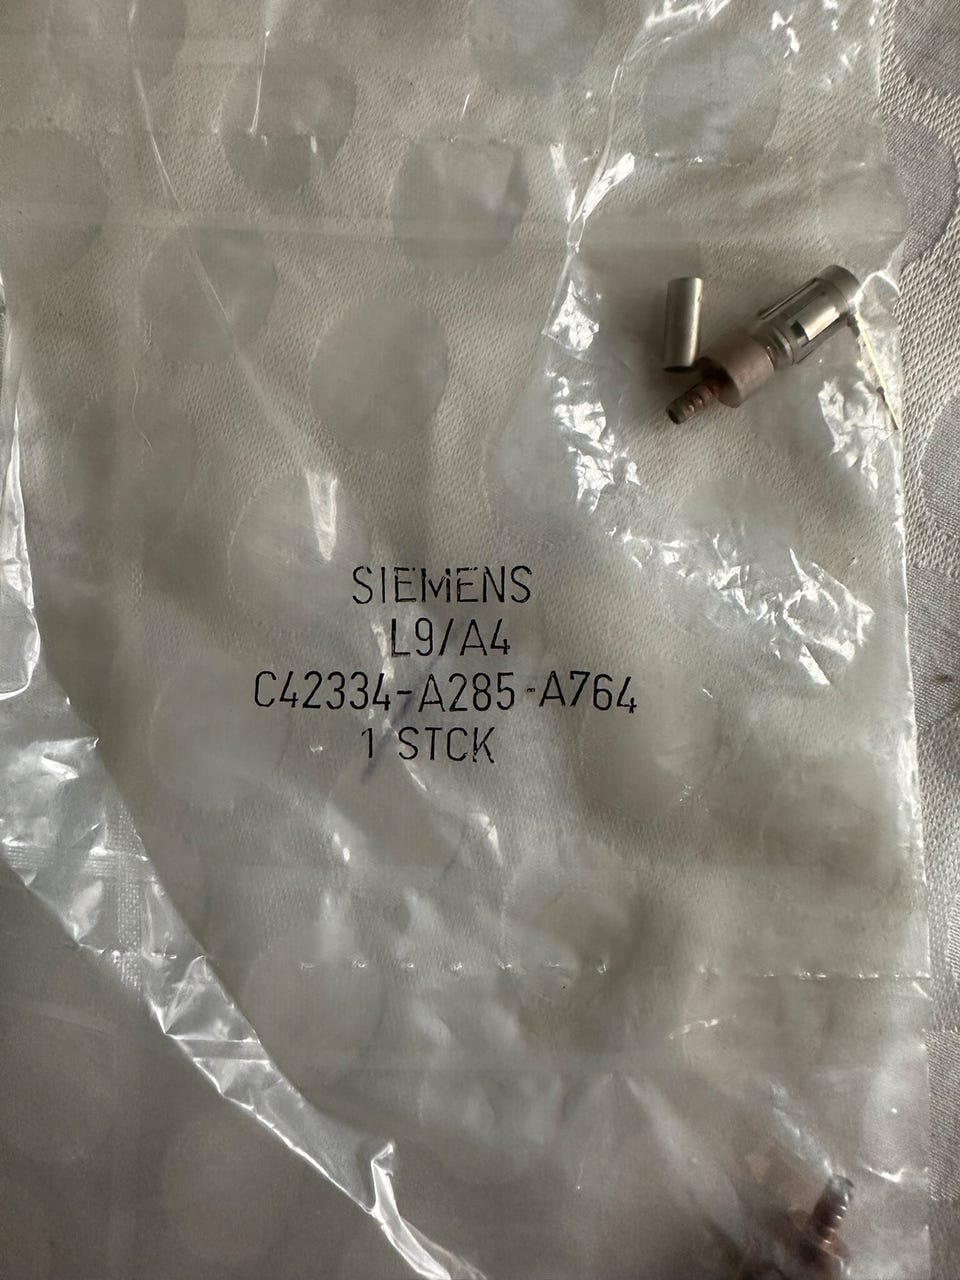 SIEMENS
L9/A4
C42334-A285-A764
1 STCK